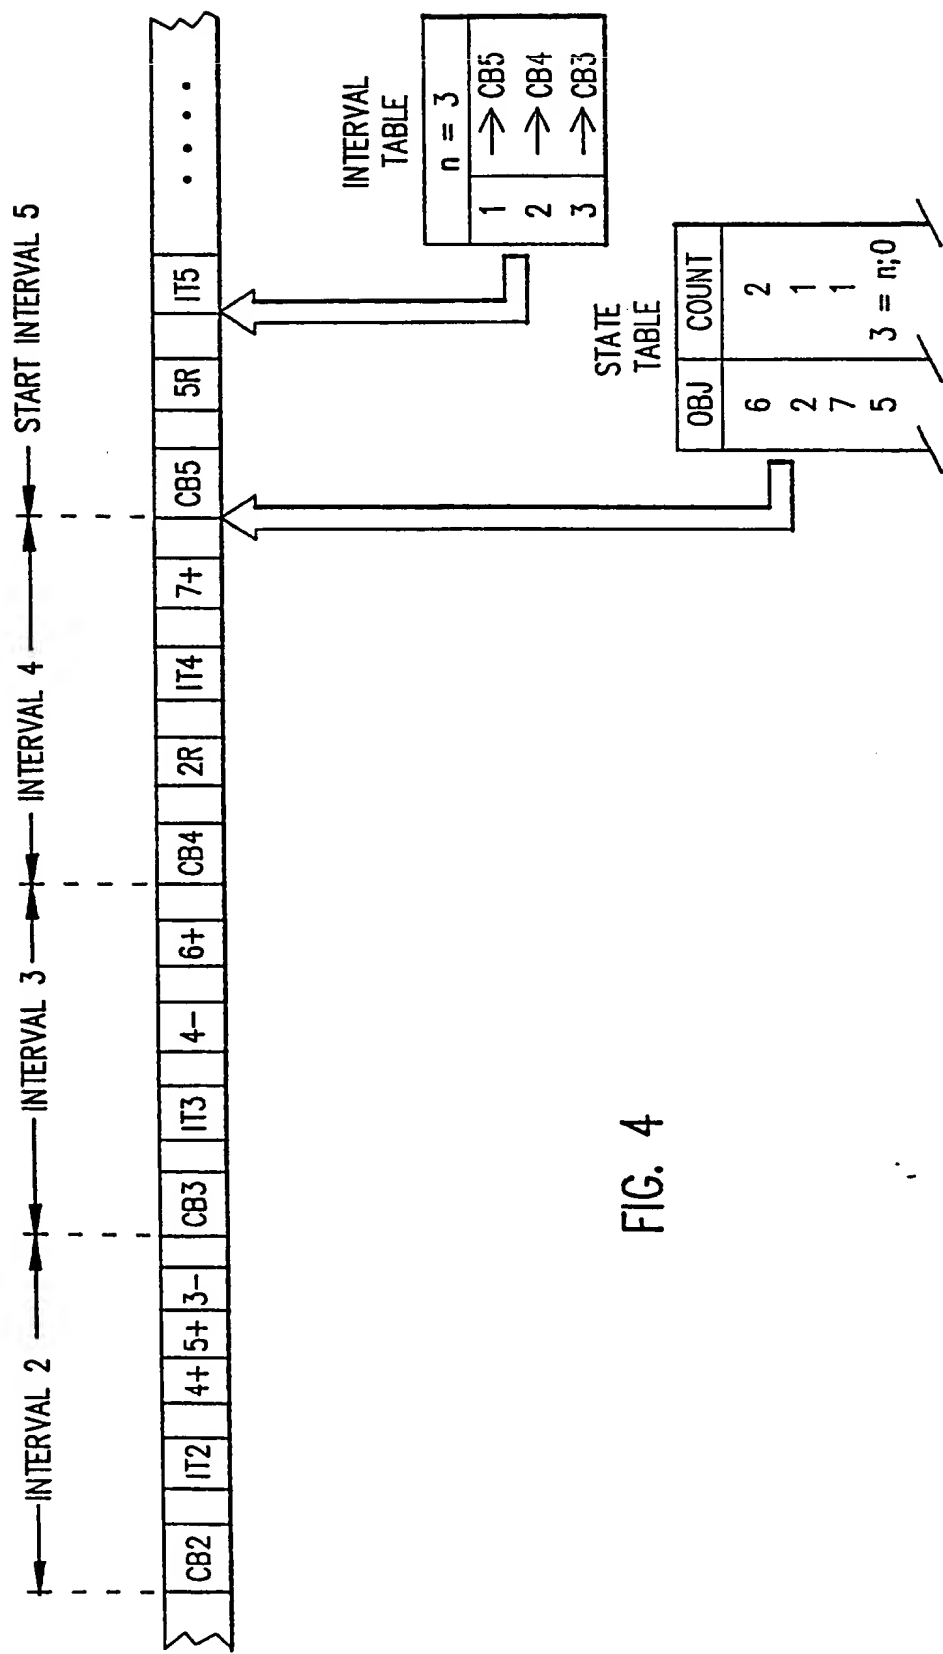 INTERVAL 2
INTERVAL 3
INTERVAL 4
START INTERVAL 5
CB2 IT2 4+ 5+ 3- CB3 IT3 4- 6+ CB4 2R IT4 7+ CB5 5R IT5 • • • •
INTERVAL
TABLE
n = 3
1 → CB5
2 → CB4
3 → CB3
STATE
TABLE
OBJ COUNT
6 2
2 1
7 1
5 3 = n;0
FIG. 4